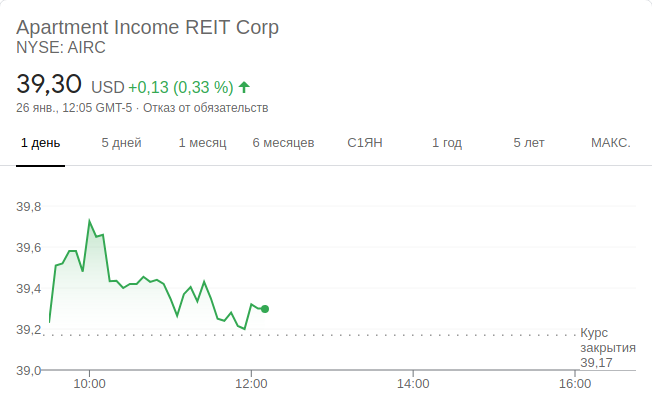 Apartment Income REIT Corp
NYSE: AIRC
39,30 USD +0,13 (0,33 %)
26 янв., 12:05 GMT-5 · Отказ от обязательств
1 день 5 дней 1 месяц 6 месяцев С1ЯН 1 год 5 лет МАКС.
39,8
39,6
39,4
39,2
Курс
закрытия
39,17
39,0
10:00 12:00 14:00 16:00